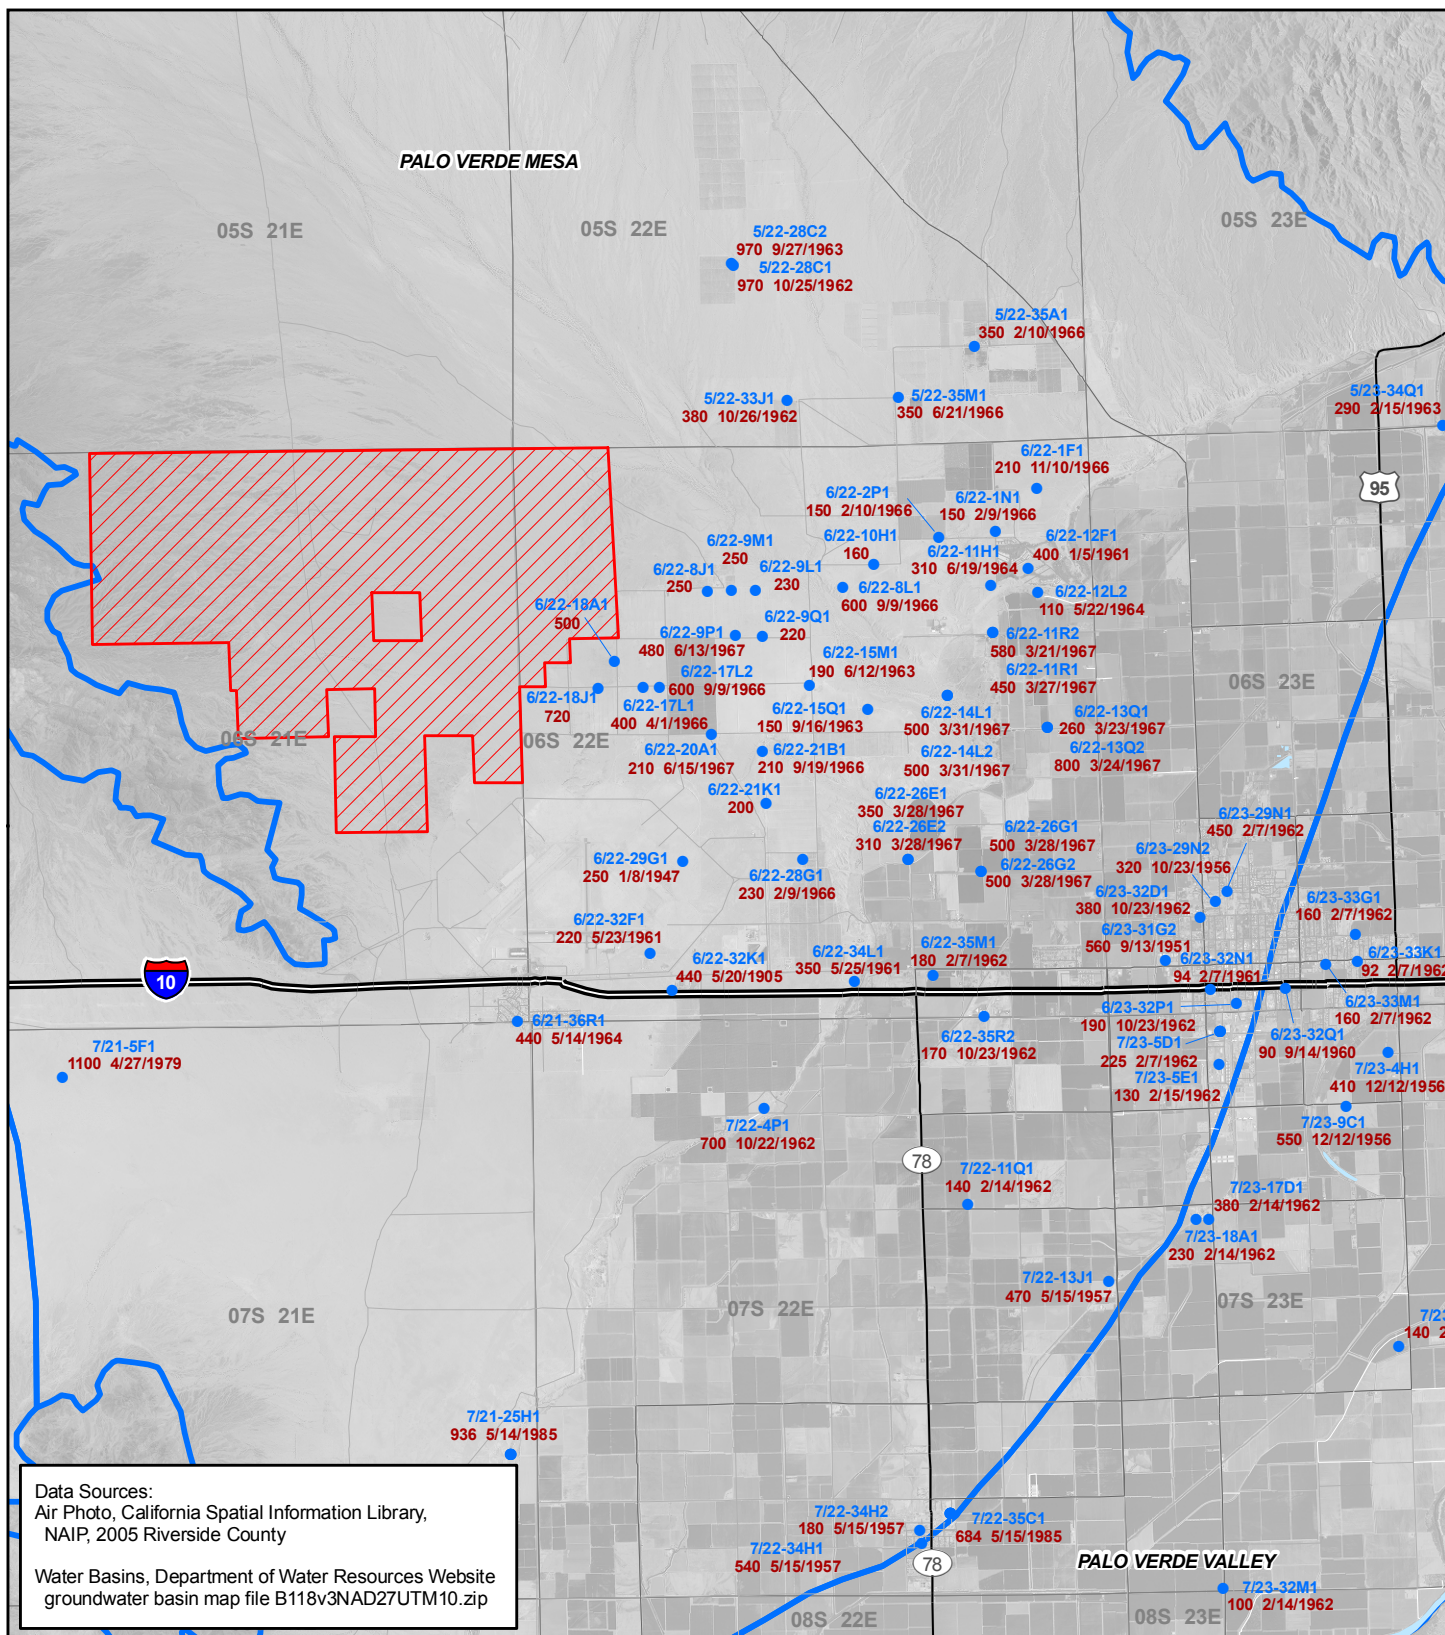 PALO VERDE MESA
05S 21E
05S 22E
05S 23E
5/22-28C2
970 9/27/1963
5/22-28C1
970 10/25/1962
5/22-35A1
350 2/10/1966
5/22-33J1
380 10/26/1962
5/22-35M1
350 6/21/1966
5/23-34Q1
290 2/15/1963
6/22-1F1
210 11/10/1966
95
6/22-2P1
150 2/10/1966
6/22-1N1
150 2/9/1966
6/22-10H1
160
6/22-11H1
310 6/19/1964
6/22-12F1
400 1/5/1961
6/22-9M1
250
6/22-8J1
250
6/22-9L1
230
6/22-8L1
600 9/9/1966
6/22-12L2
110 5/22/1964
6/22-18A1
500
6/22-9Q1
220
6/22-9P1
480 6/13/1967
6/22-11R2
580 3/21/1967
6/22-15M1
190 6/12/1963
6/22-11R1
450 3/27/1967
6/22-17L2
600 9/9/1966
06S 23E
6/22-18J1
720
6/22-17L1
400 4/1/1966
6/22-15Q1
150 9/16/1963
6/22-14L1
500 3/31/1967
6/22-13Q1
260 3/23/1967
06S 21E
06S 22E
6/22-20A1
210 6/15/1967
6/22-21B1
210 9/19/1966
6/22-14L2
500 3/31/1967
6/22-13Q2
800 3/24/1967
6/22-21K1
200
6/22-26E1
350 3/28/1967
6/22-26E2
310 3/28/1967
6/22-26G1
500 3/28/1967
6/23-29N1
450 2/7/1962
6/23-29N2
320 10/23/1956
6/22-29G1
250 1/8/1947
6/22-28G1
230 2/9/1966
6/22-26G2
500 3/28/1967
6/23-32D1
380 10/23/1962
6/23-33G1
160 2/7/1962
6/22-32F1
220 5/23/1961
6/23-31G2
560 9/13/1951
6/22-32K1
440 5/20/1905
6/22-34L1
350 5/25/1961
6/22-35M1
180 2/7/1962
6/23-32N1
94 2/7/1961
6/23-33K1
92 2/7/1962
10
6/23-32P1
190 10/23/1962
6/23-33M1
160 2/7/1962
6/21-36R1
440 5/14/1964
6/22-35R2
170 10/23/1962
7/23-5D1
225 2/7/1962
6/23-32Q1
90 9/14/1960
7/21-5F1
1100 4/27/1979
7/23-5E1
130 2/15/1962
7/23-4H1
410 12/12/1956
7/22-4P1
700 10/22/1962
7/23-9C1
550 12/12/1956
78
7/22-11Q1
140 2/14/1962
7/23-17D1
380 2/14/1962
7/23-18A1
230 2/14/1962
7/22-13J1
470 5/15/1957
07S 21E
07S 22E
07S 23E
7/23
140 2
7/21-25H1
936 5/14/1985
7/22-34H2
180 5/15/1957
7/22-35C1
684 5/15/1985
7/22-34H1
540 5/15/1957
78
PALO VERDE VALLEY
7/23-32M1
100 2/14/1962
08S 22E
08S 23E
Data Sources:
Air Photo, California Spatial Information Library,
NAIP, 2005 Riverside County
Water Basins, Department of Water Resources Website
groundwater basin map file B118v3NAD27UTM10.zip